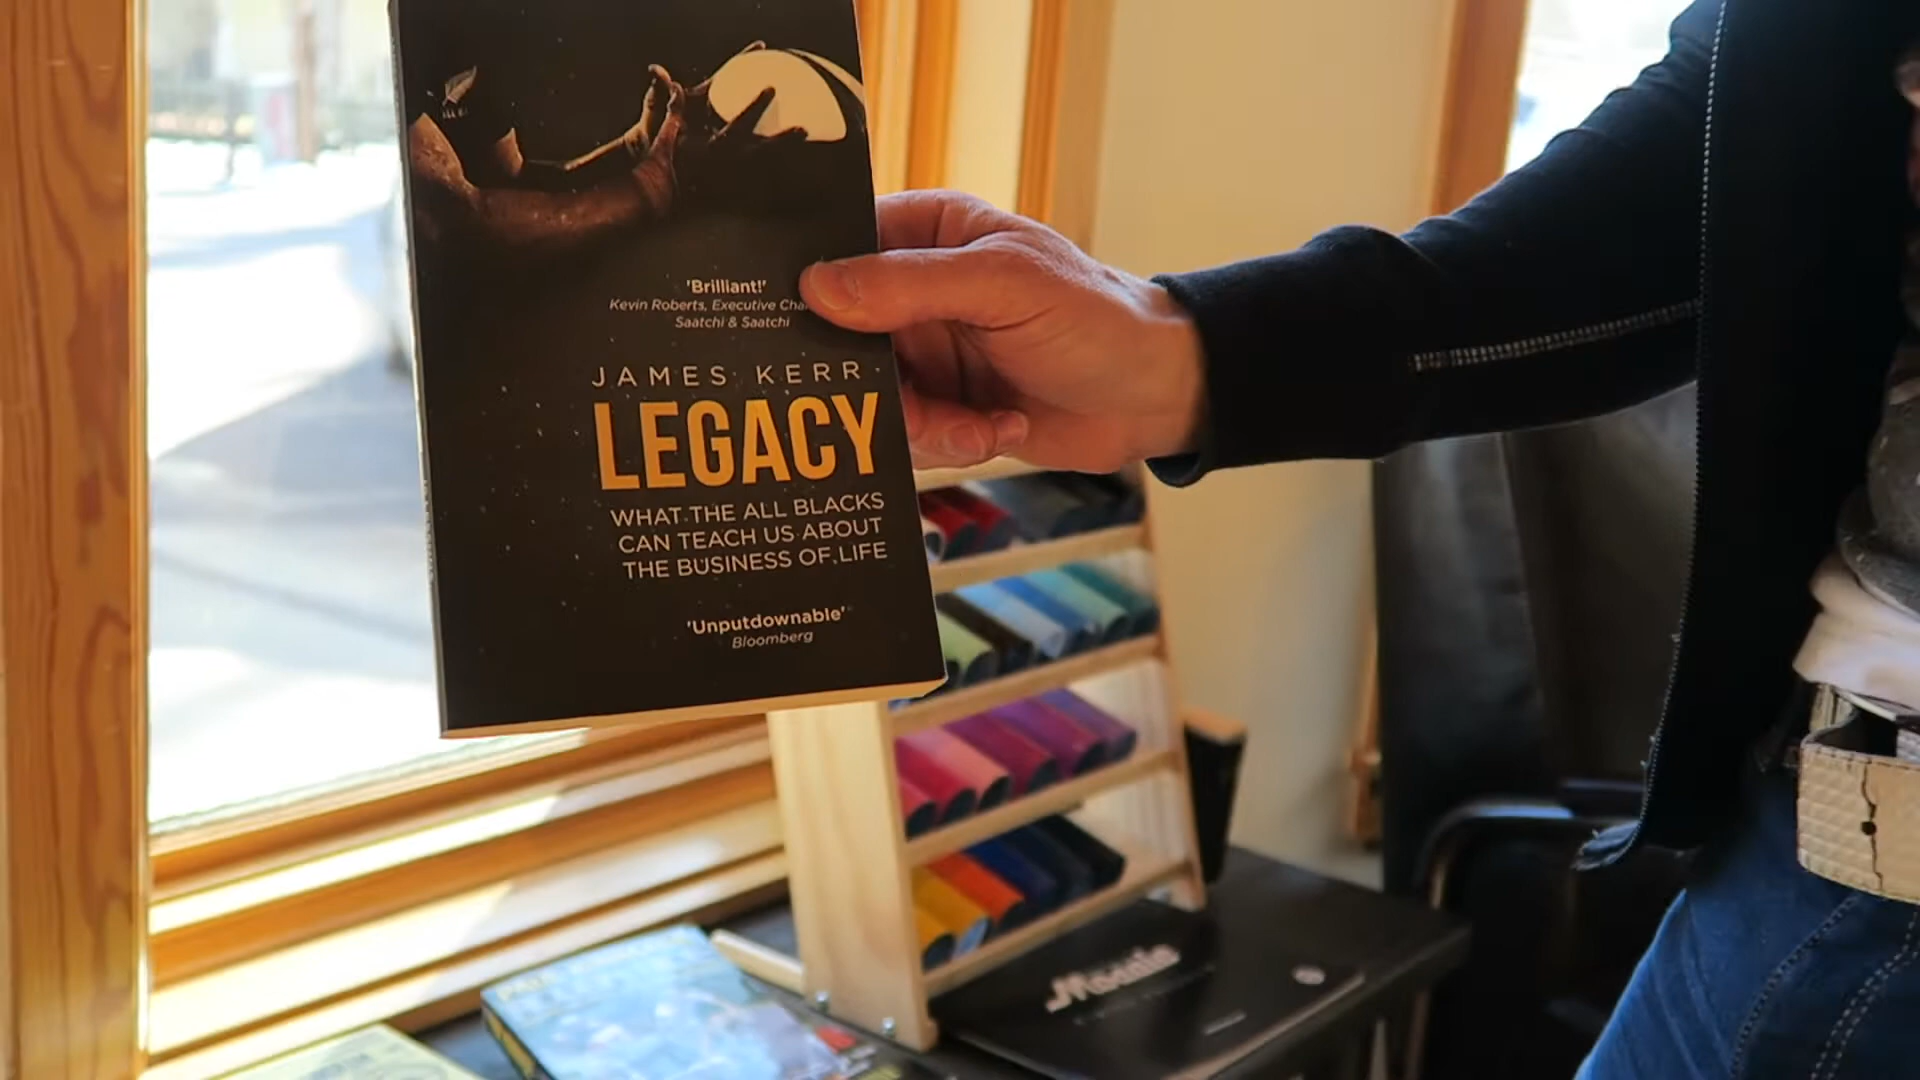 'Brilliant!'
Kevin Roberts, Executive
Saatchi & Saatchi
JAMES KERR
LEGACY
WHAT THE ALL BLACKS
CAN TEACH US ABOUT
THE BUSINESS OF LIFE
'Unputdownable'
Bloomberg
Mosaic